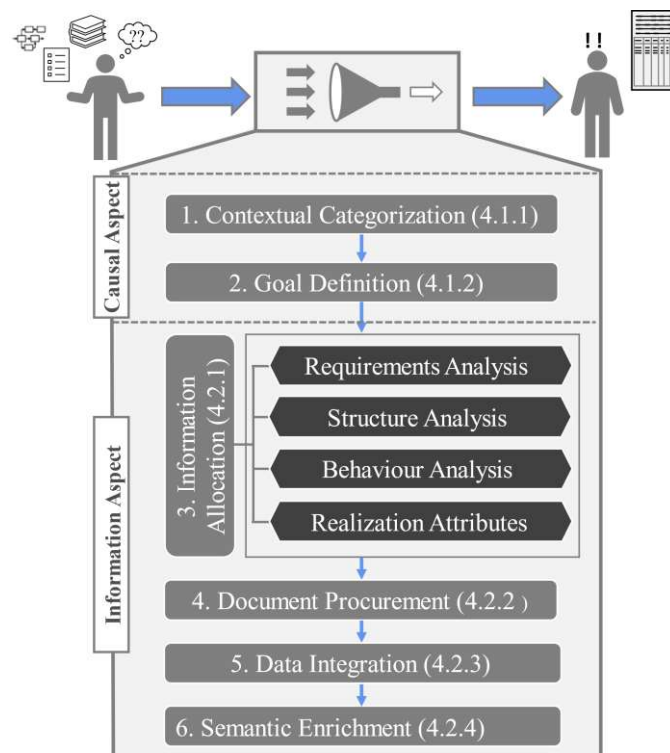 ??
!!
Causal Aspect
1. Contextual Categorization (4.1.1)
2. Goal Definition (4.1.2)
Information Aspect
3. Information
Allocation (4.2.1)
Requirements Analysis
Structure Analysis
Behaviour Analysis
Realization Attributes
4. Document Procurement (4.2.2 )
5. Data Integration (4.2.3)
6. Semantic Enrichment (4.2.4)